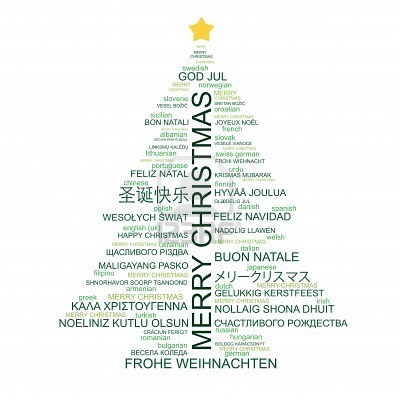 MERRY
CHRISTMAS
swedish
GOD JUL
norwegian
MERRY
CHRISTMAS
MERRY
CHRISTMAS
slovene
VESEL BOŽIČ
SRETAN BOŽIĆ
croatian
sicilian
BON NATALI
MERRY CHRISTMAS
JOYEUX NOËL
french
albanian
slovak
VESELÉ VIANOCE
LINKSMŲ KALĖDŲ
lithuanian
MERRY CHRISTMAS
swiss german
FROHI WEIHNACHT
portuguese
FELIZ NATAL
urdu
KRISMAS MUBARAK
chinese
圣诞快乐
finnish
HYVÄÄ JOULUA
GLÆDELIG JUL
danish
polish
WESOŁYCH ŚWIĄT
spanish
FELIZ NAVIDAD
english (uk)
HAPPY CHRISTMAS
NADOLIG LLAWEN
welsh
MERRY CHRISTMAS
ukrainian
ЩАСЛИВОГО РІЗДВА
MERRY CHRISTMAS
italian
BUON NATALE
MALIGAYANG PASKO
filipino
japanese
メリークリスマス
SHNORHAVOR SOORP TSANOOND
armenian
dutch
MERRY CHRISTMAS
GELUKKIG KERSTFEEST
greek
MERRY CHRISTMAS
ΚΑΛΑ ΧΡΙΣΤΟΥΓΕΝΝΑ
irish
NOLLAIG SHONA DHUIT
turkish
NOELINIZ KUTLU OLSUN
СЧАСТЛИВОГО РОЖДЕСТВА
russian
CRĂCIUN FERICIT
romanian
hungarian
BOLDOG KARÁCSONYT
bulgarian
ВЕСЕЛА КОЛЕДА
MERRY CHRISTMAS
german
FROHE WEIHNACHTEN
MERRY CHRISTMAS